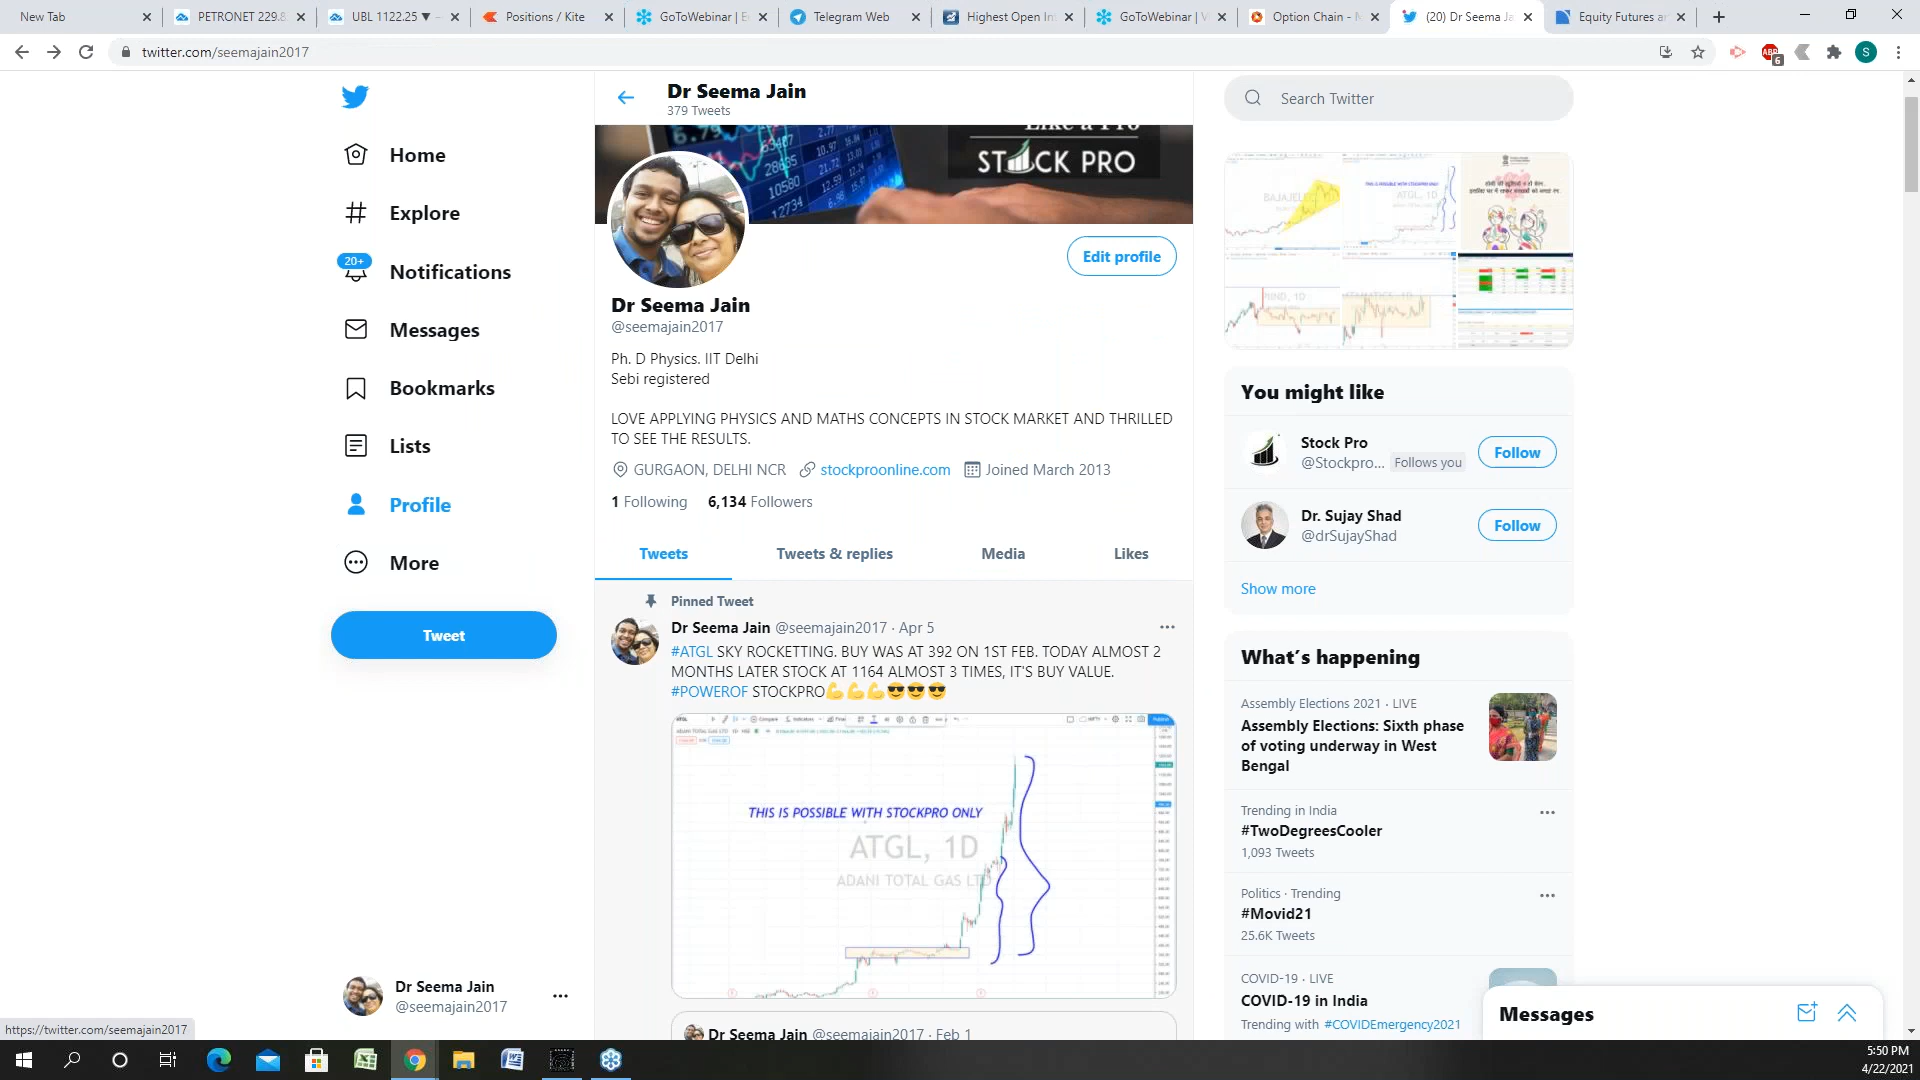 New Tab
PETRONET 229.8
UBL 1122.25 ▼
Positions / Kite
GoToWebinar |
Telegram Web
Highest Open In
GoToWebinar |
Option Chain -
(20) Dr Seema Ja
Equity Futures a
twitter.com/seemajain2017
ABP
6
S
Home
Explore
20+
Notifications
Messages
Bookmarks
Lists
Profile
More
Tweet
Dr Seema Jain
@seemajain2017
https://twitter.com/seemajain2017
Dr Seema Jain
379 Tweets
Like a Pro
STOCK PRO
Edit profile
Dr Seema Jain
@seemajain2017
Ph. D Physics. IIT Delhi
Sebi registered
LOVE APPLYING PHYSICS AND MATHS CONCEPTS IN STOCK MARKET AND THRILLED
TO SEE THE RESULTS.
GURGAON, DELHI NCR stockproonline.com Joined March 2013
1 Following 6,134 Followers
Tweets Tweets & replies Media Likes
Pinned Tweet
Dr Seema Jain @seemajain2017 · Apr 5
#ATGL SKY ROCKETTING. BUY WAS AT 392 ON 1ST FEB. TODAY ALMOST 2
MONTHS LATER STOCK AT 1164 ALMOST 3 TIMES, IT'S BUY VALUE.
#POWEROF STOCKPRO💪💪💪😎😎😎
THIS IS POSSIBLE WITH STOCKPRO ONLY
ATGL, 1D
ADANI TOTAL GAS LTD
Dr Seema Jain @seemajain2017 · Feb 1
Search Twitter
You might like
Stock Pro
@Stockpro... Follows you
Follow
Dr. Sujay Shad
@drSujayShad
Follow
Show more
What's happening
Assembly Elections 2021 · LIVE
Assembly Elections: Sixth phase
of voting underway in West
Bengal
Trending in India
#TwoDegreesCooler
1,093 Tweets
Politics · Trending
#Movid21
25.6K Tweets
COVID-19 · LIVE
COVID-19 in India
Trending with #COVIDEmergency2021
Messages
5:50 PM
4/22/2021